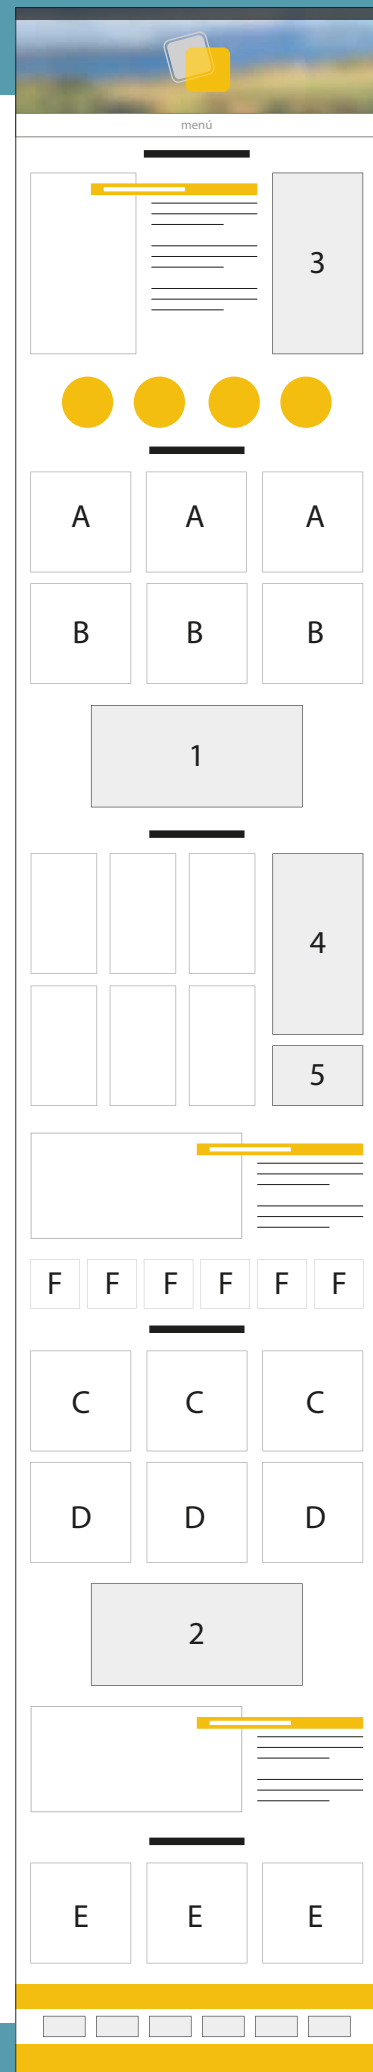 menú
3
A A A
B B B
1
4
5
F F F F F F
C C C
D D D
2
E E E